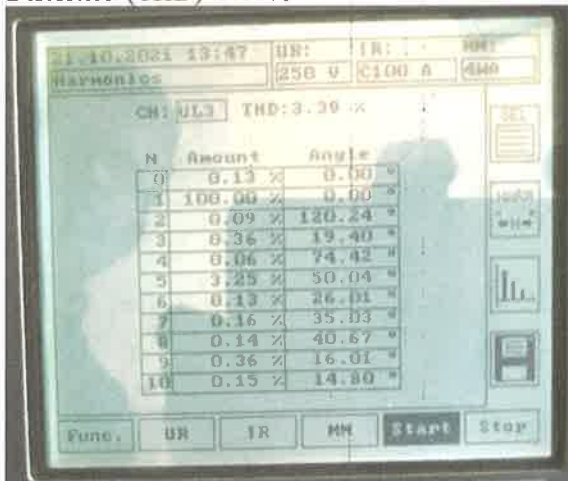 21.10.2021 13:47 UR: IR: MM:
Harmonics 250 V C100 A 4W
CH: UL3 THD:3.39 %
SEL
N Amount Angle
0 0.13 % 0.00 °
1 100.00 % 0.00 °
2 0.09 % 120.24 °
3 0.36 % 19.40 °
4 0.06 % 74.42 °
5 3.25 % 50.04 °
6 0.13 % 26.01 °
7 0.16 % 35.03 °
8 0.14 % 40.67 °
9 0.36 % 16.01 °
10 0.15 % 14.80 °
Func. UR IR MM Start Stop